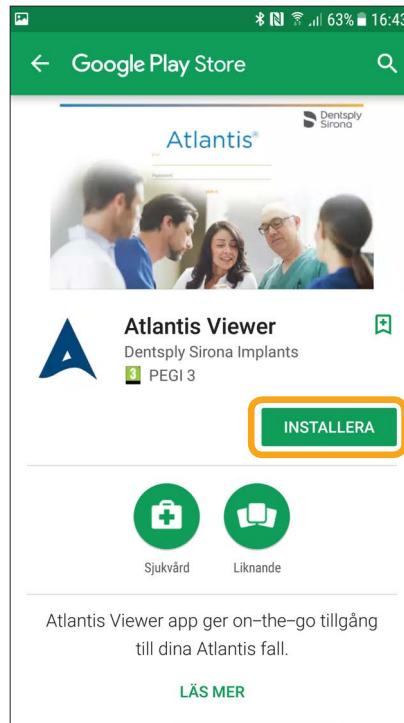 63% 16:43
Google Play Store
Dentsply
Sirona
Atlantis®
Password
Atlantis Viewer
Dentsply Sirona Implants
3 PEGI 3
INSTALLERA
Sjukvård Liknande
Atlantis Viewer app ger on–the–go tillgång
till dina Atlantis fall.
LÄS MER